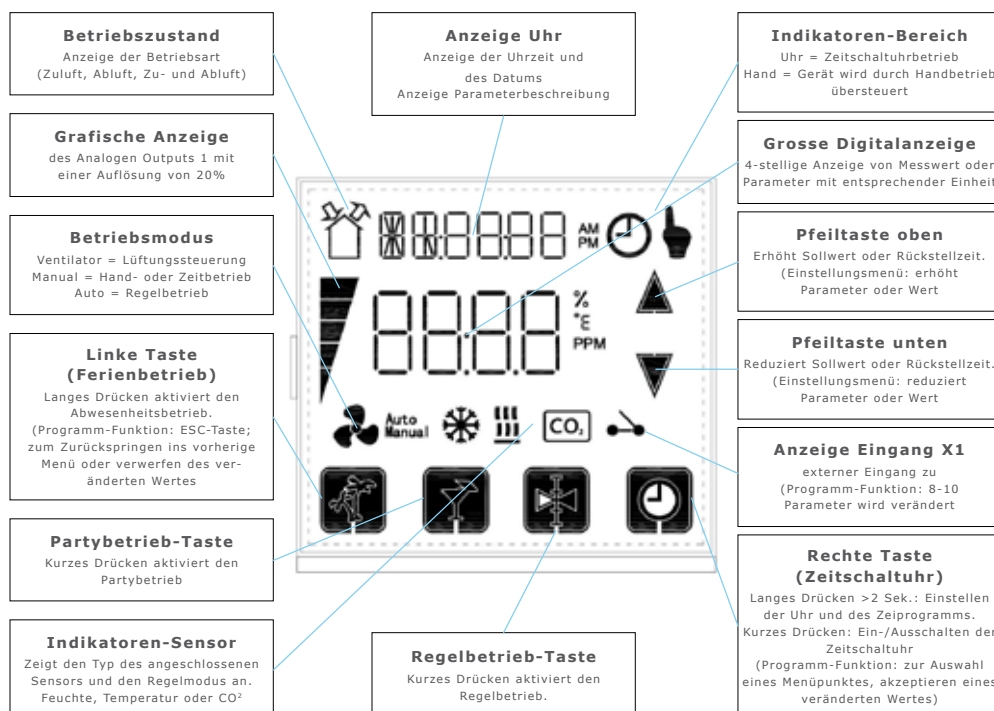 Betriebszustand
Anzeige der Betriebsart
(Zuluft, Abluft, Zu- und Abluft)
Grafische Anzeige
des Analogen Outputs 1 mit
einer Auflösung von 20%
Betriebsmodus
Ventilator = Lüftungssteuerung
Manual = Hand- oder Zeitbetrieb
Auto = Regelbetrieb
Linke Taste
(Ferienbetrieb)
Langes Drücken aktiviert den
Abwesenheitsbetrieb.
(Programm-Funktion: ESC-Taste;
zum Zurückspringen ins vorherige
Menü oder verwerfen des ver-
änderten Wertes
Partybetrieb-Taste
Kurzes Drücken aktiviert den
Partybetrieb
Indikatoren-Sensor
Zeigt den Typ des angeschlossenen
Sensors und den Regelmodus an.
Feuchte, Temperatur oder CO²
Anzeige Uhr
Anzeige der Uhrzeit und
des Datums
Anzeige Parameterbeschreibung
AM
PM
%
PPM
Auto
Manual
CO₂
Regelbetrieb-Taste
Kurzes Drücken aktiviert den
Regelbetrieb.
Indikatoren-Bereich
Uhr = Zeitschaltuhrbetrieb
Hand = Gerät wird durch Handbetrieb
übersteuert
Grosse Digitalanzeige
4-stellige Anzeige von Messwert oder
Parameter mit entsprechender Einheit
Pfeiltaste oben
Erhöht Sollwert oder Rückstellzeit.
(Einstellungsmenü: erhöht
Parameter oder Wert
Pfeiltaste unten
Reduziert Sollwert oder Rückstellzeit.
(Einstellungsmenü: reduziert
Parameter oder Wert
Anzeige Eingang X1
externer Eingang zu
(Programm-Funktion: 8-10
Parameter wird verändert
Rechte Taste
(Zeitschaltuhr)
Langes Drücken >2 Sek.: Einstellen
der Uhr und des Zeiprogramms.
Kurzes Drücken: Ein-/Ausschalten der
Zeitschaltuhr
(Programm-Funktion: zur Auswahl
eines Menüpunktes, akzeptieren eines
veränderten Wertes)